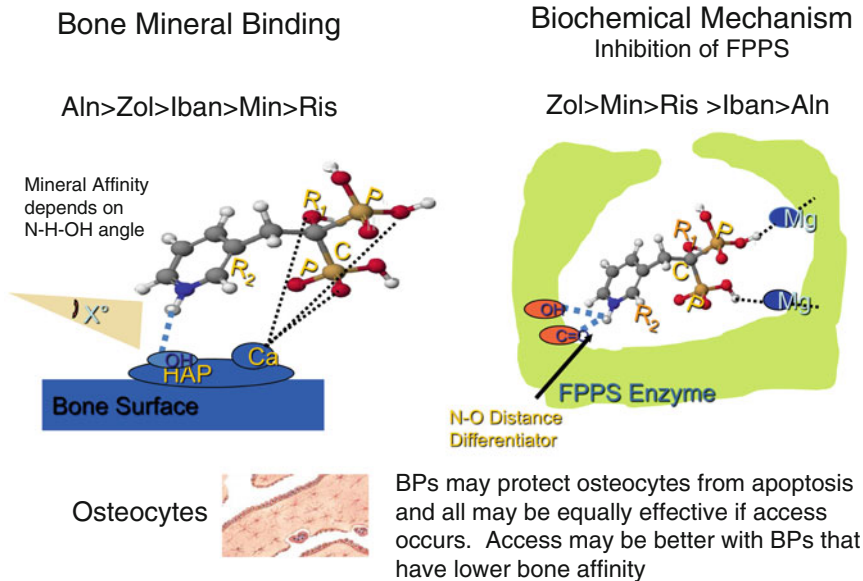 Bone Mineral Binding
Aln>Zol>Iban>Min>Ris
Mineral Affinity
depends on
N-H-OH angle
R1
P
C
P
R2
X°
OH
Ca
HAP
Bone Surface
Biochemical Mechanism
Inhibition of FPPS
Zol>Min>Ris >Iban>Aln
Mg
R1
P
C
P
Mg
R2
OH
C=O
FPPS Enzyme
N-O Distance
Differentiator
Osteocytes
BPs may protect osteocytes from apoptosis
and all may be equally effective if access
occurs. Access may be better with BPs that
have lower bone affinity